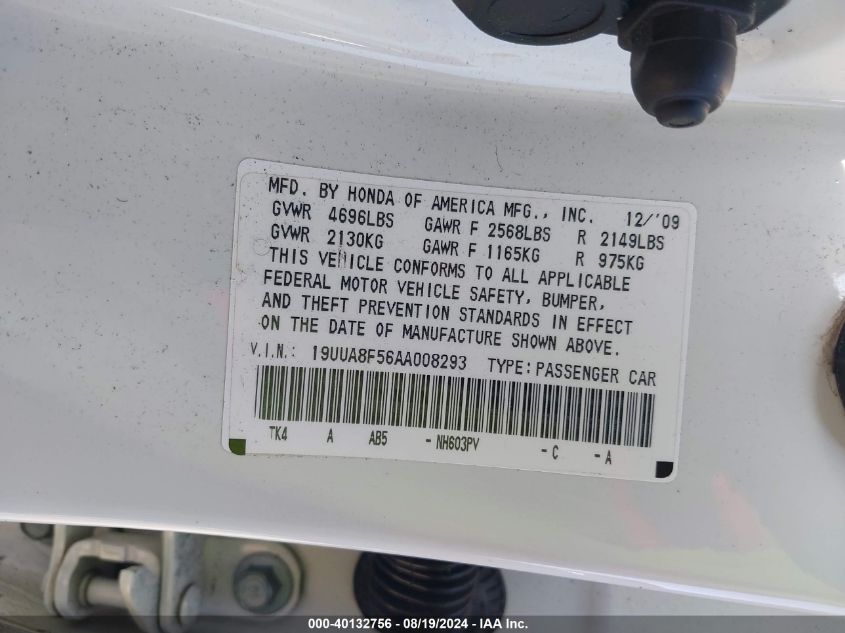 MFD. BY HONDA OF AMERICA MFG., INC. 12/'09
GVWR 4696LBS GAWR F 2568LBS R 2149LBS
GVWR 2130KG GAWR F 1165KG R 975KG
THIS VEHICLE CONFORMS TO ALL APPLICABLE
FEDERAL MOTOR VEHICLE SAFETY, BUMPER,
AND THEFT PREVENTION STANDARDS IN EFFECT
ON THE DATE OF MANUFACTURE SHOWN ABOVE.
V.I.N.: 19UUA8F56AA008293 TYPE: PASSENGER CAR
TK4 A AB5 -NH603PV -C -A
000-40132756 - 08/19/2024 - IAA Inc.